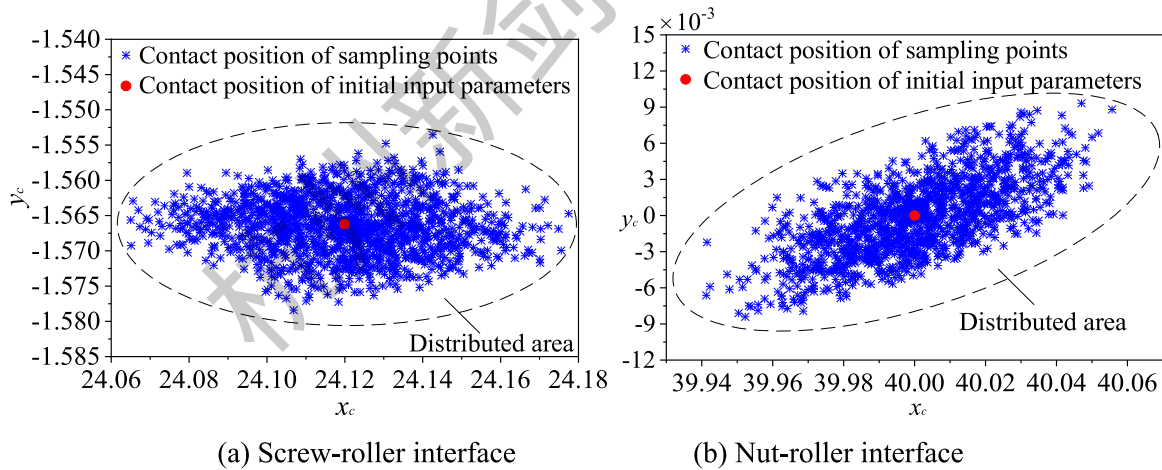 -1.540
-1.545
-1.550
-1.555
-1.560
-1.565
-1.570
-1.575
-1.580
-1.585
y_c
Contact position of sampling points
Contact position of initial input parameters
Distributed area
24.06 24.08 24.10 24.12 24.14 24.16 24.18
x_c
(a) Screw-roller interface
15 ×10⁻³
12
9
6
3
0
-3
-6
-9
-12
y_c
Contact position of sampling points
Contact position of initial input parameters
Distributed area
39.94 39.96 39.98 40.00 40.02 40.04 40.06
x_c
(b) Nut-roller interface
杭州新剑